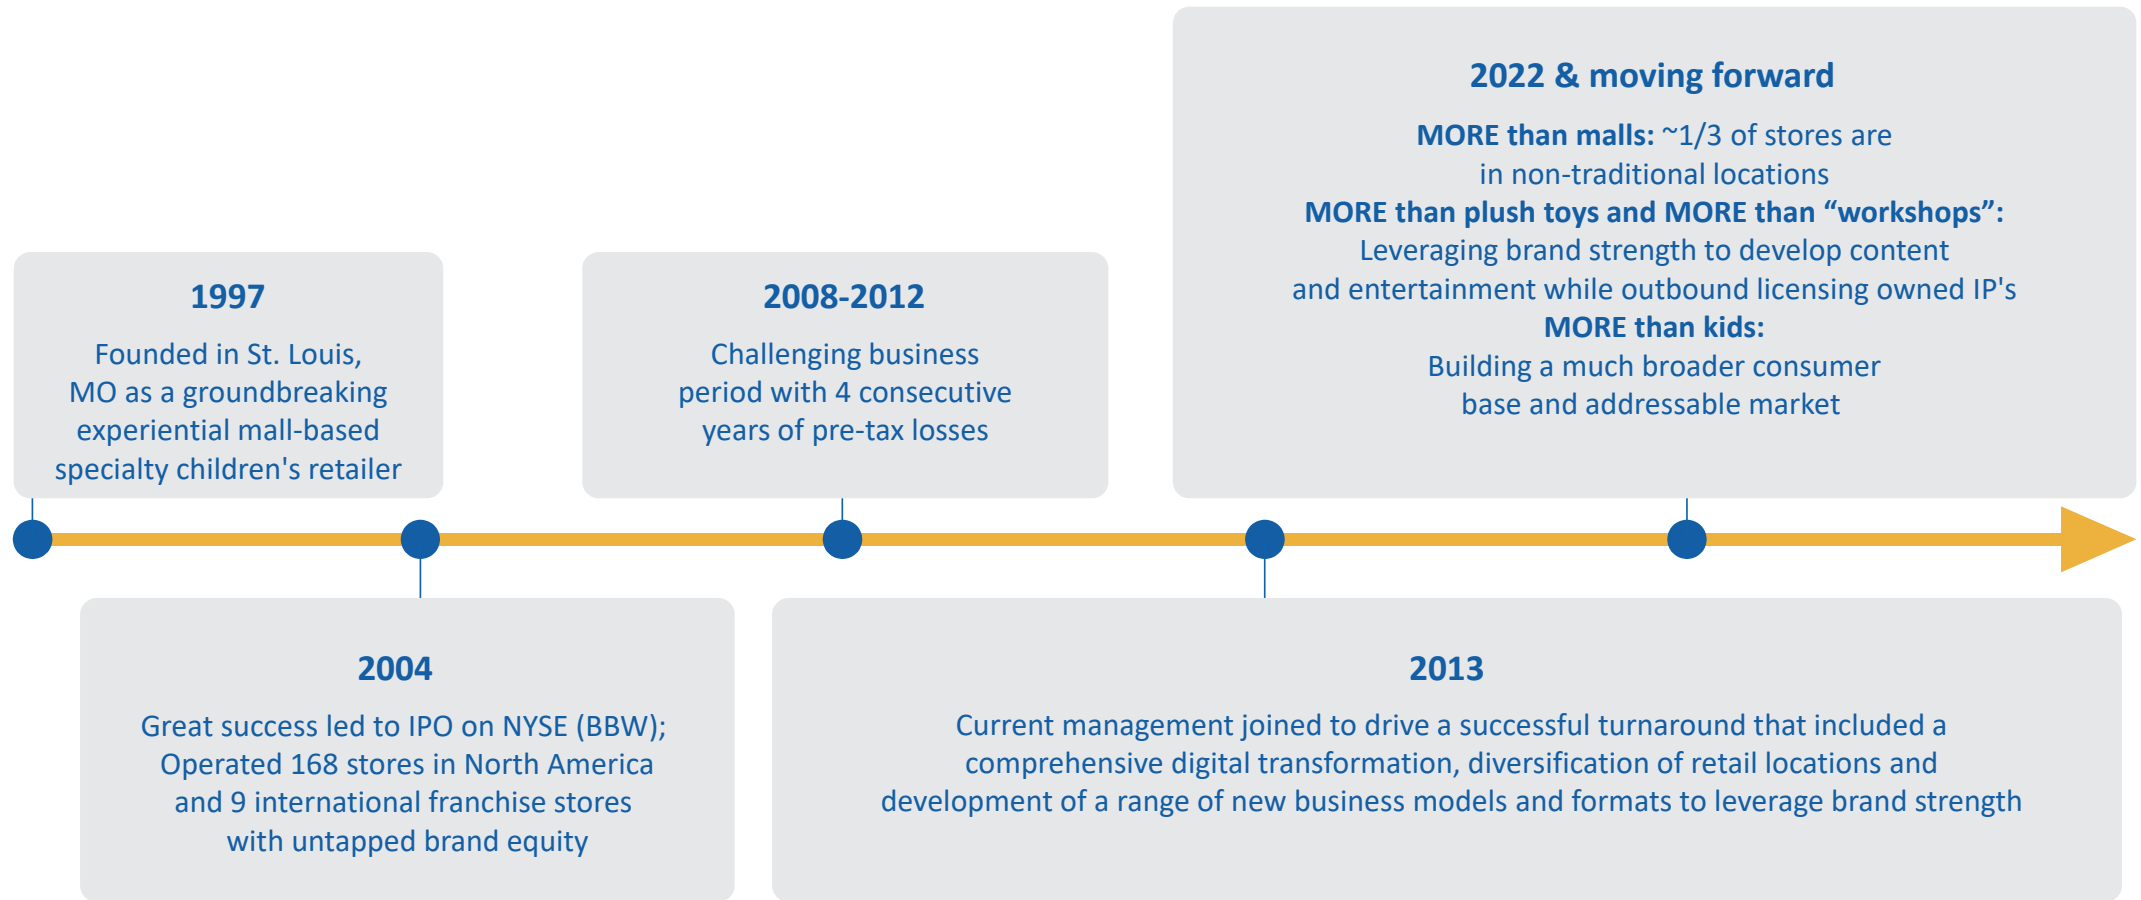 1997
Founded in St. Louis,
MO as a groundbreaking
experiential mall-based
specialty children's retailer
2004
Great success led to IPO on NYSE (BBW);
Operated 168 stores in North America
and 9 international franchise stores
with untapped brand equity
2008-2012
Challenging business
period with 4 consecutive
years of pre-tax losses
2013
Current management joined to drive a successful turnaround that included a
comprehensive digital transformation, diversification of retail locations and
development of a range of new business models and formats to leverage brand strength
2022 & moving forward
MORE than malls: ~1/3 of stores are
in non-traditional locations
MORE than plush toys and MORE than “workshops”:
Leveraging brand strength to develop content
and entertainment while outbound licensing owned IP's
MORE than kids:
Building a much broader consumer
base and addressable market